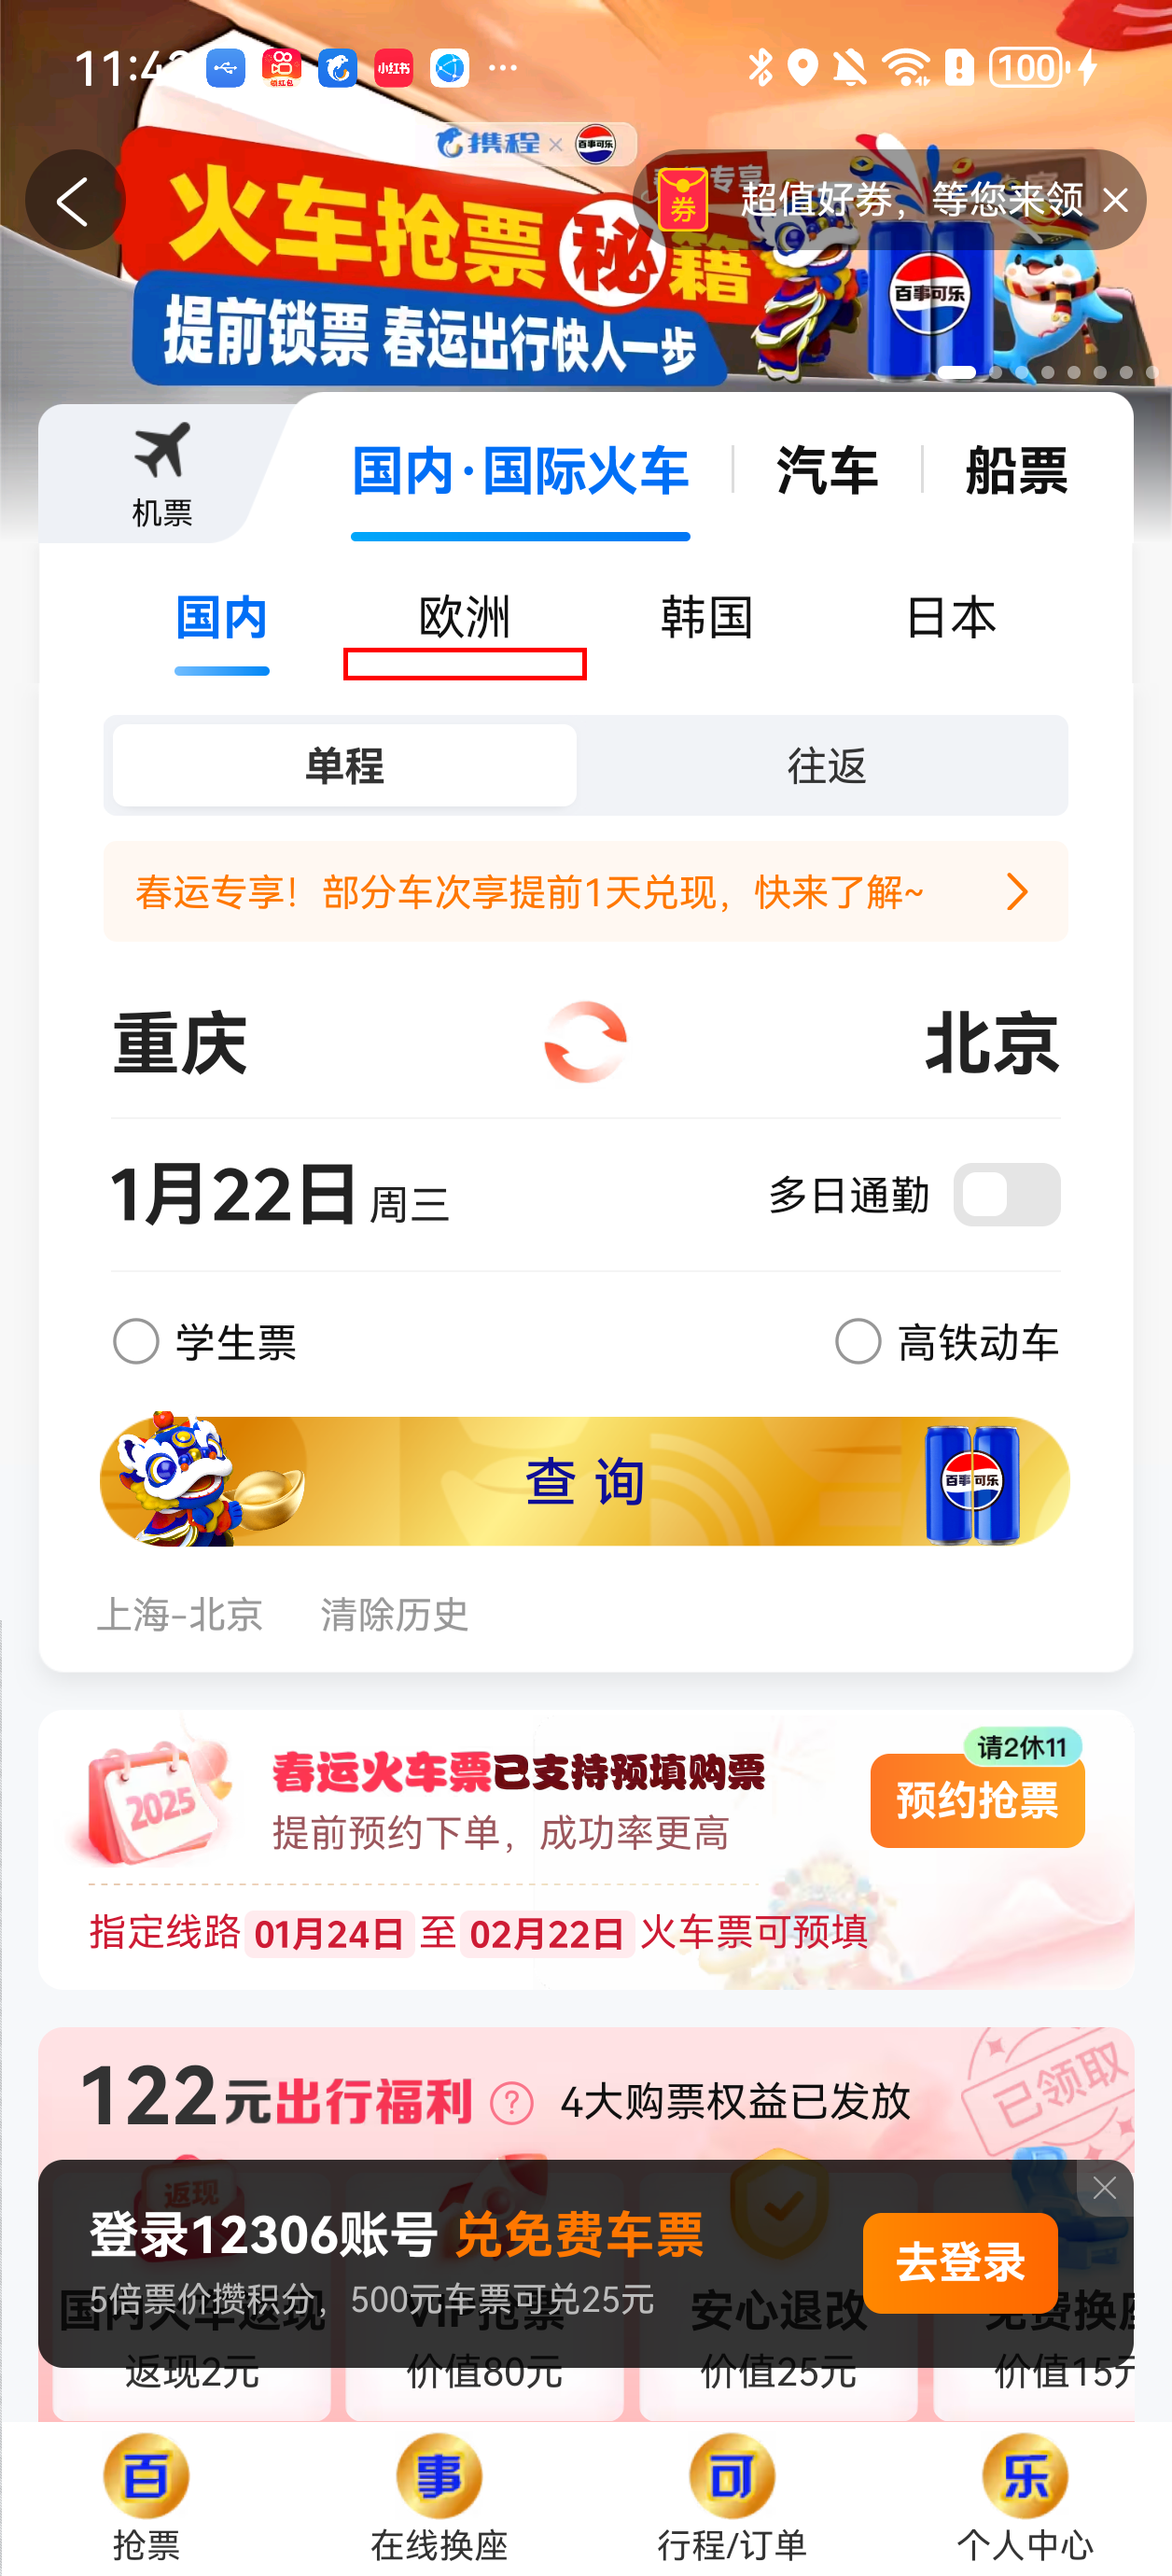 11:4
领红包
小红书
100
携程 × 百事可乐
专享
券 超值好券，等您来领
火车抢票秘籍
提前锁票 春运出行快人一步
百事可乐
机票
国内·国际火车
汽车
船票
国内
欧洲
韩国
日本
单程
往返
春运专享！部分车次享提前1天兑现，快来了解~
重庆
北京
1月22日 周三
多日通勤
学生票
高铁动车
查 询
百事可乐
上海-北京
清除历史
请2休11
春运火车票已支持预填购票
2025
预约抢票
提前预约下单，成功率更高
指定线路 01月24日 至 02月22日 火车票可预填
122元出行福利 ? 4大购票权益已发放
已领取
返现
登录12306账号 兑免费车票
去登录
5倍票价攒积分，500元车票可兑25元
国内火车返现
VIP抢票
安心退改
免费换座
返现2元
价值80元
价值25元
价值15元
百
事
可
乐
抢票
在线换座
行程/订单
个人中心